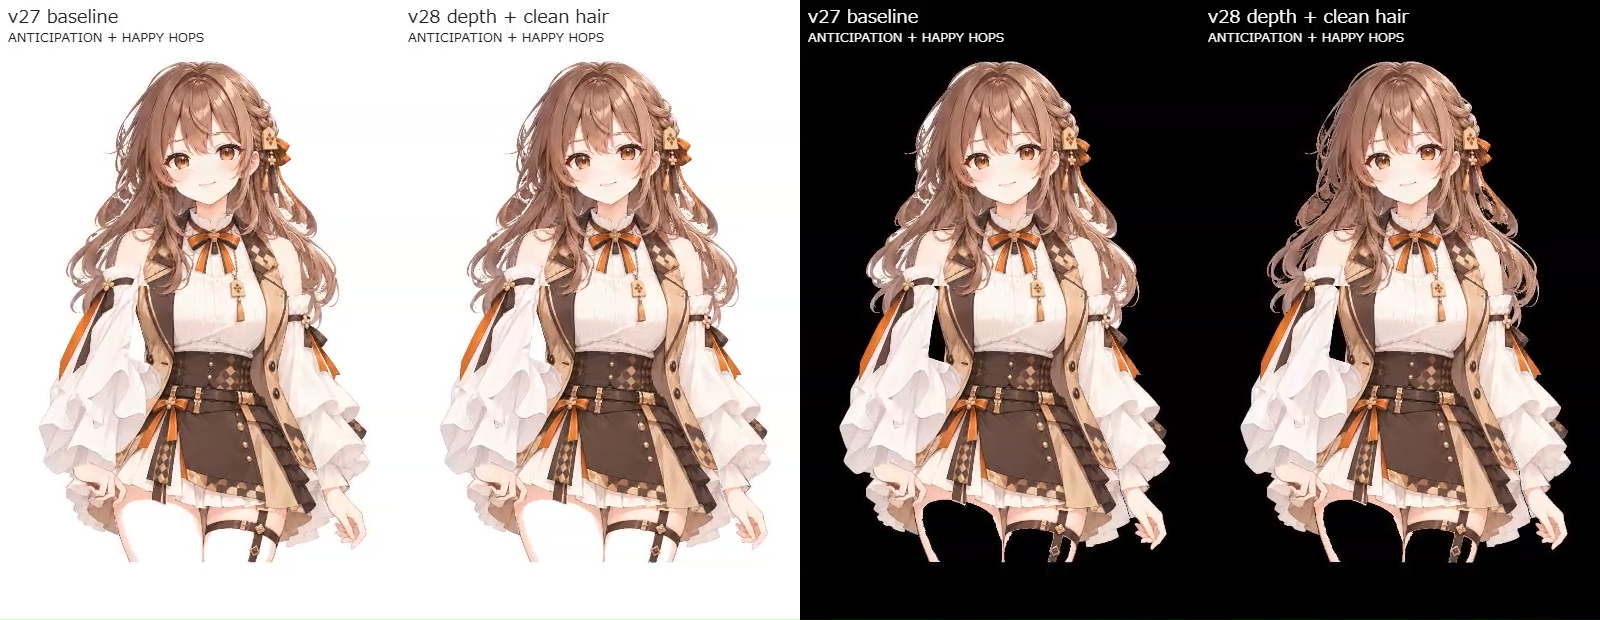 v27 baseline
ANTICIPATION + HAPPY HOPS
v28 depth + clean hair
ANTICIPATION + HAPPY HOPS
v27 baseline
ANTICIPATION + HAPPY HOPS
v28 depth + clean hair
ANTICIPATION + HAPPY HOPS